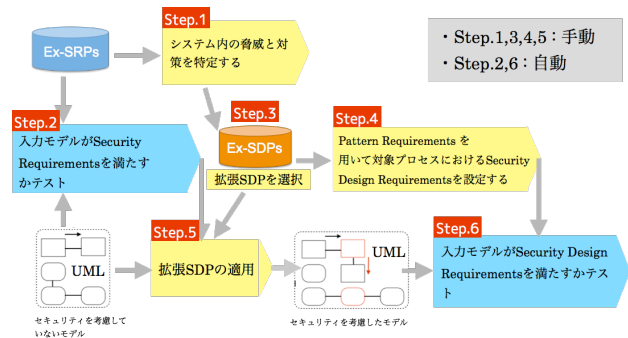 Step.1
Ex-SRPs
システム内の脅威と対
策を特定する
・Step.1,3,4,5：手動
・Step.2,6：自動
Step.2
入力モデルがSecurity
Requirementsを満たす
かテスト
Step.3
Ex-SDPs
拡張SDPを選択
Step.4
Pattern Requirements を
用いて対象プロセスにおけるSecurity
Design Requirementsを設定する
UML
セキュリティを考慮して
いないモデル
Step.5
拡張SDPの適用
UML
セキュリティを考慮したモデル
Step.6
入力モデルがSecurity Design
Requirementsを満たすかテス
ト